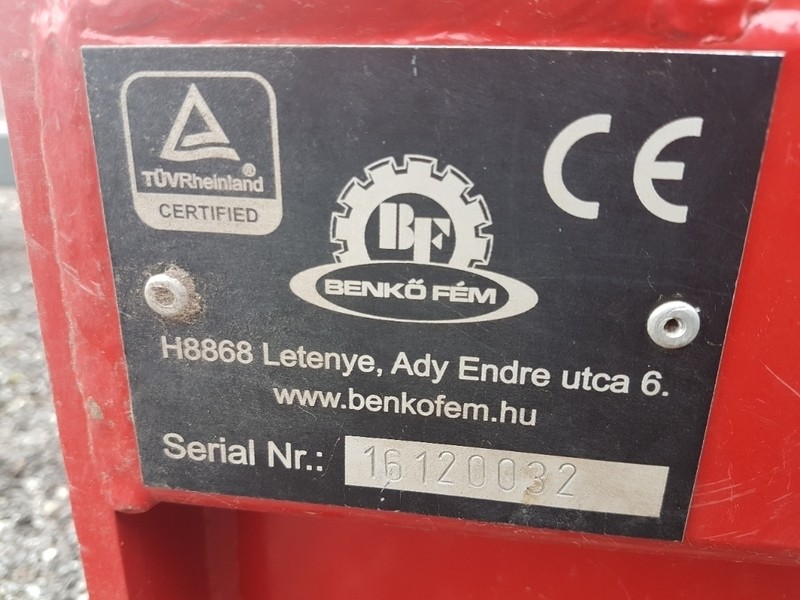 TÜVRheinland®
CERTIFIED
CE
BF
BENKŐ FÉM
H8868 Letenye, Ady Endre utca 6.
www.benkofem.hu
Serial Nr.: 16120032